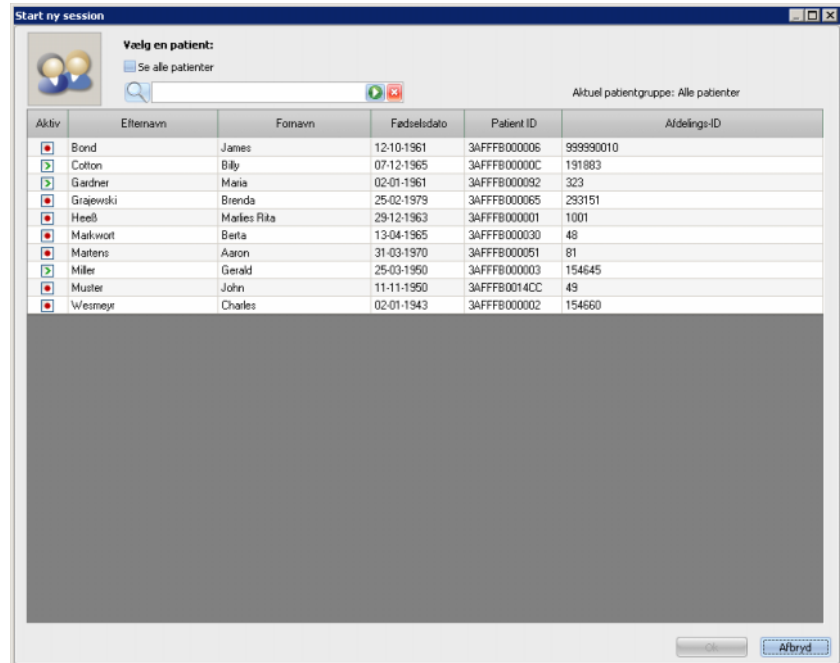 Start ny session
Vælg en patient:
Se alle patienter
Aktuel patientgruppe: Alle patienter
Aktiv Efternavn Fornavn Fødselsdato Patient ID Afdelings-ID
Bond James 12-10-1961 3AFFFB000006 999990010
Cotton Billy 07-12-1965 3AFFFB00000C 191883
Gardner Maria 02-01-1961 3AFFFB000092 323
Grajewski Brenda 25-02-1979 3AFFFB000065 293151
Heeß Marlies Rita 29-12-1963 3AFFFB000001 1001
Markwort Berta 13-04-1965 3AFFFB000030 48
Martens Aaron 31-03-1970 3AFFFB000051 81
Miller Gerald 25-03-1950 3AFFFB000003 154645
Muster John 11-11-1950 3AFFFB0014CC 49
Wesmeyr Charles 02-01-1943 3AFFFB000002 154660
Ok Afbryd